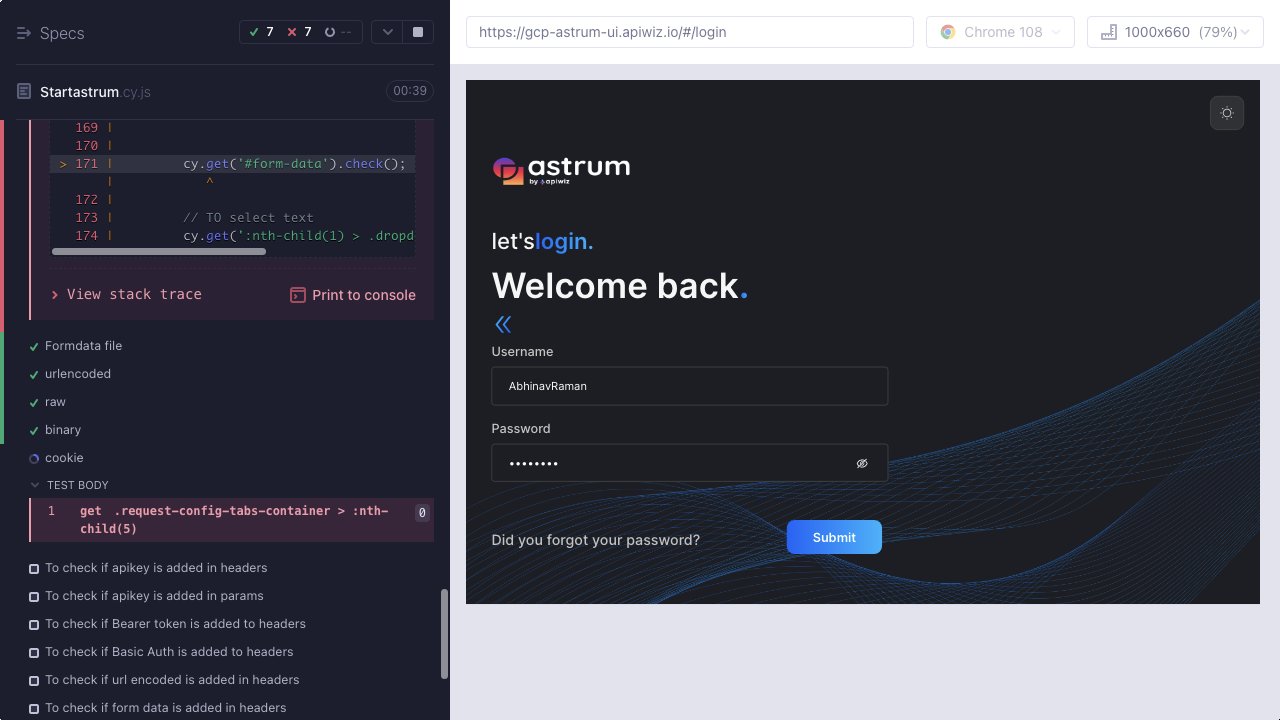 Specs
7 7 --
Startastrum.cy.js
00:39
169 |
170 |
> 171 | cy.get('#form-data').check();
| ^
172 |
173 | // TO select text
174 | cy.get(':nth-child(1) > .dropd
View stack trace
Print to console
Formdata file
urlencoded
raw
binary
cookie
TEST BODY
1 get .request-config-tabs-container > :nth-
child(5)
0
To check if apikey is added in headers
To check if apikey is added in params
To check if Bearer token is added to headers
To check if Basic Auth is added to headers
To check if url encoded is added in headers
To check if form data is added in headers
https://gcp-astrum-ui.apiwiz.io/#/login
Chrome 108
1000x660 (79%)
astrum
by apiwiz
let'slogin.
Welcome back.
Username
AbhinavRaman
Password
••••••••
Did you forgot your password?
Submit